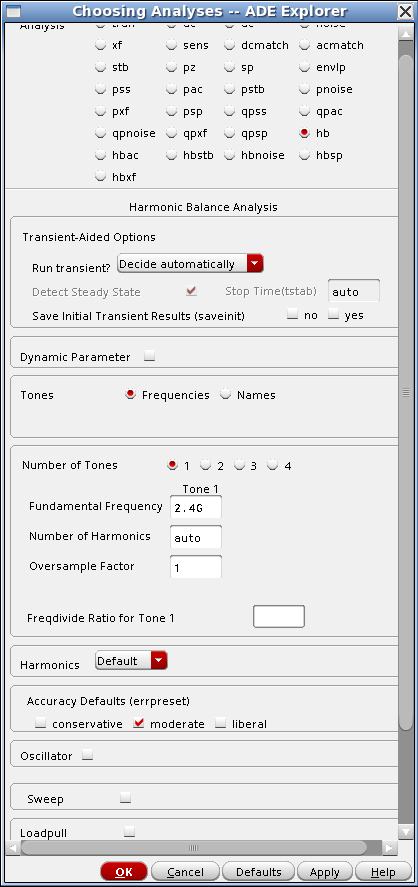 Choosing Analyses -- ADE Explorer
Analysis tran dc ac noise
xf sens dcmatch acmatch
stb pz sp envlp
pss pac pstb pnoise
pxf psp qpss qpac
qpnoise qpxf qpsp hb
hbac hbstb hbnoise hbsp
hbxf
Harmonic Balance Analysis
Transient-Aided Options
Run transient? Decide automatically
Detect Steady State Stop Time(tstab) auto
Save Initial Transient Results (saveinit) no yes
Dynamic Parameter
Tones Frequencies Names
Number of Tones 1 2 3 4
Tone 1
Fundamental Frequency 2.4G
Number of Harmonics auto
Oversample Factor 1
Freqdivide Ratio for Tone 1
Harmonics Default
Accuracy Defaults (errpreset)
conservative moderate liberal
Oscillator
Sweep
Loadpull
OK Cancel Defaults Apply Help